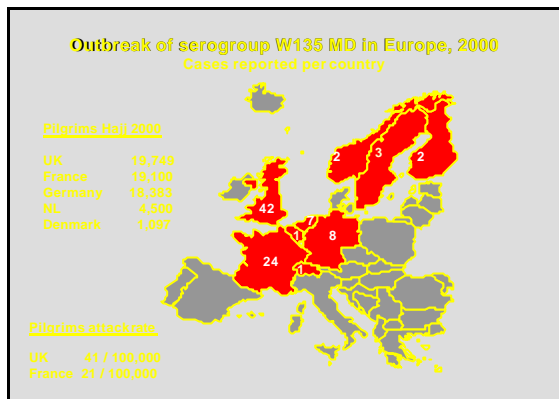 Outbreak of serogroup W135 MD in Europe, 2000
Cases reported per country
Pilgrims Hajj 2000
UK 19,749
France 19,100
Germany 18,383
NL 4,500
Denmark 1,097
2
3
2
42
7
1
8
24
1
Pilgrims attack rate
UK 41 / 100,000
France 21 / 100,000